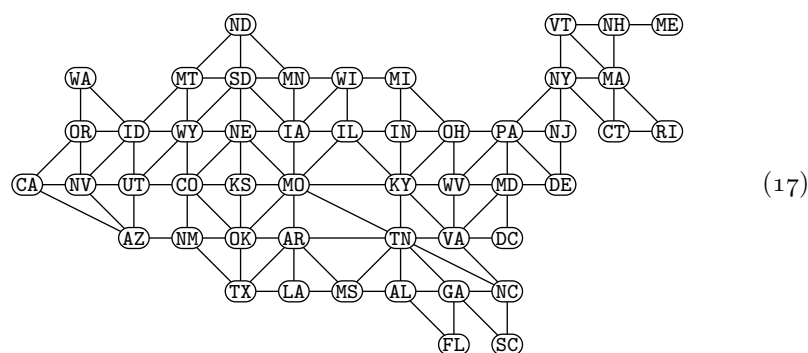 ND VT NH ME
WA MT SD MN WI MI NY MA
OR ID WY NE IA IL IN OH PA NJ CT RI
CA NV UT CO KS MO KY WV MD DE (17)
AZ NM OK AR TN VA DC
TX LA MS AL GA NC
FL SC